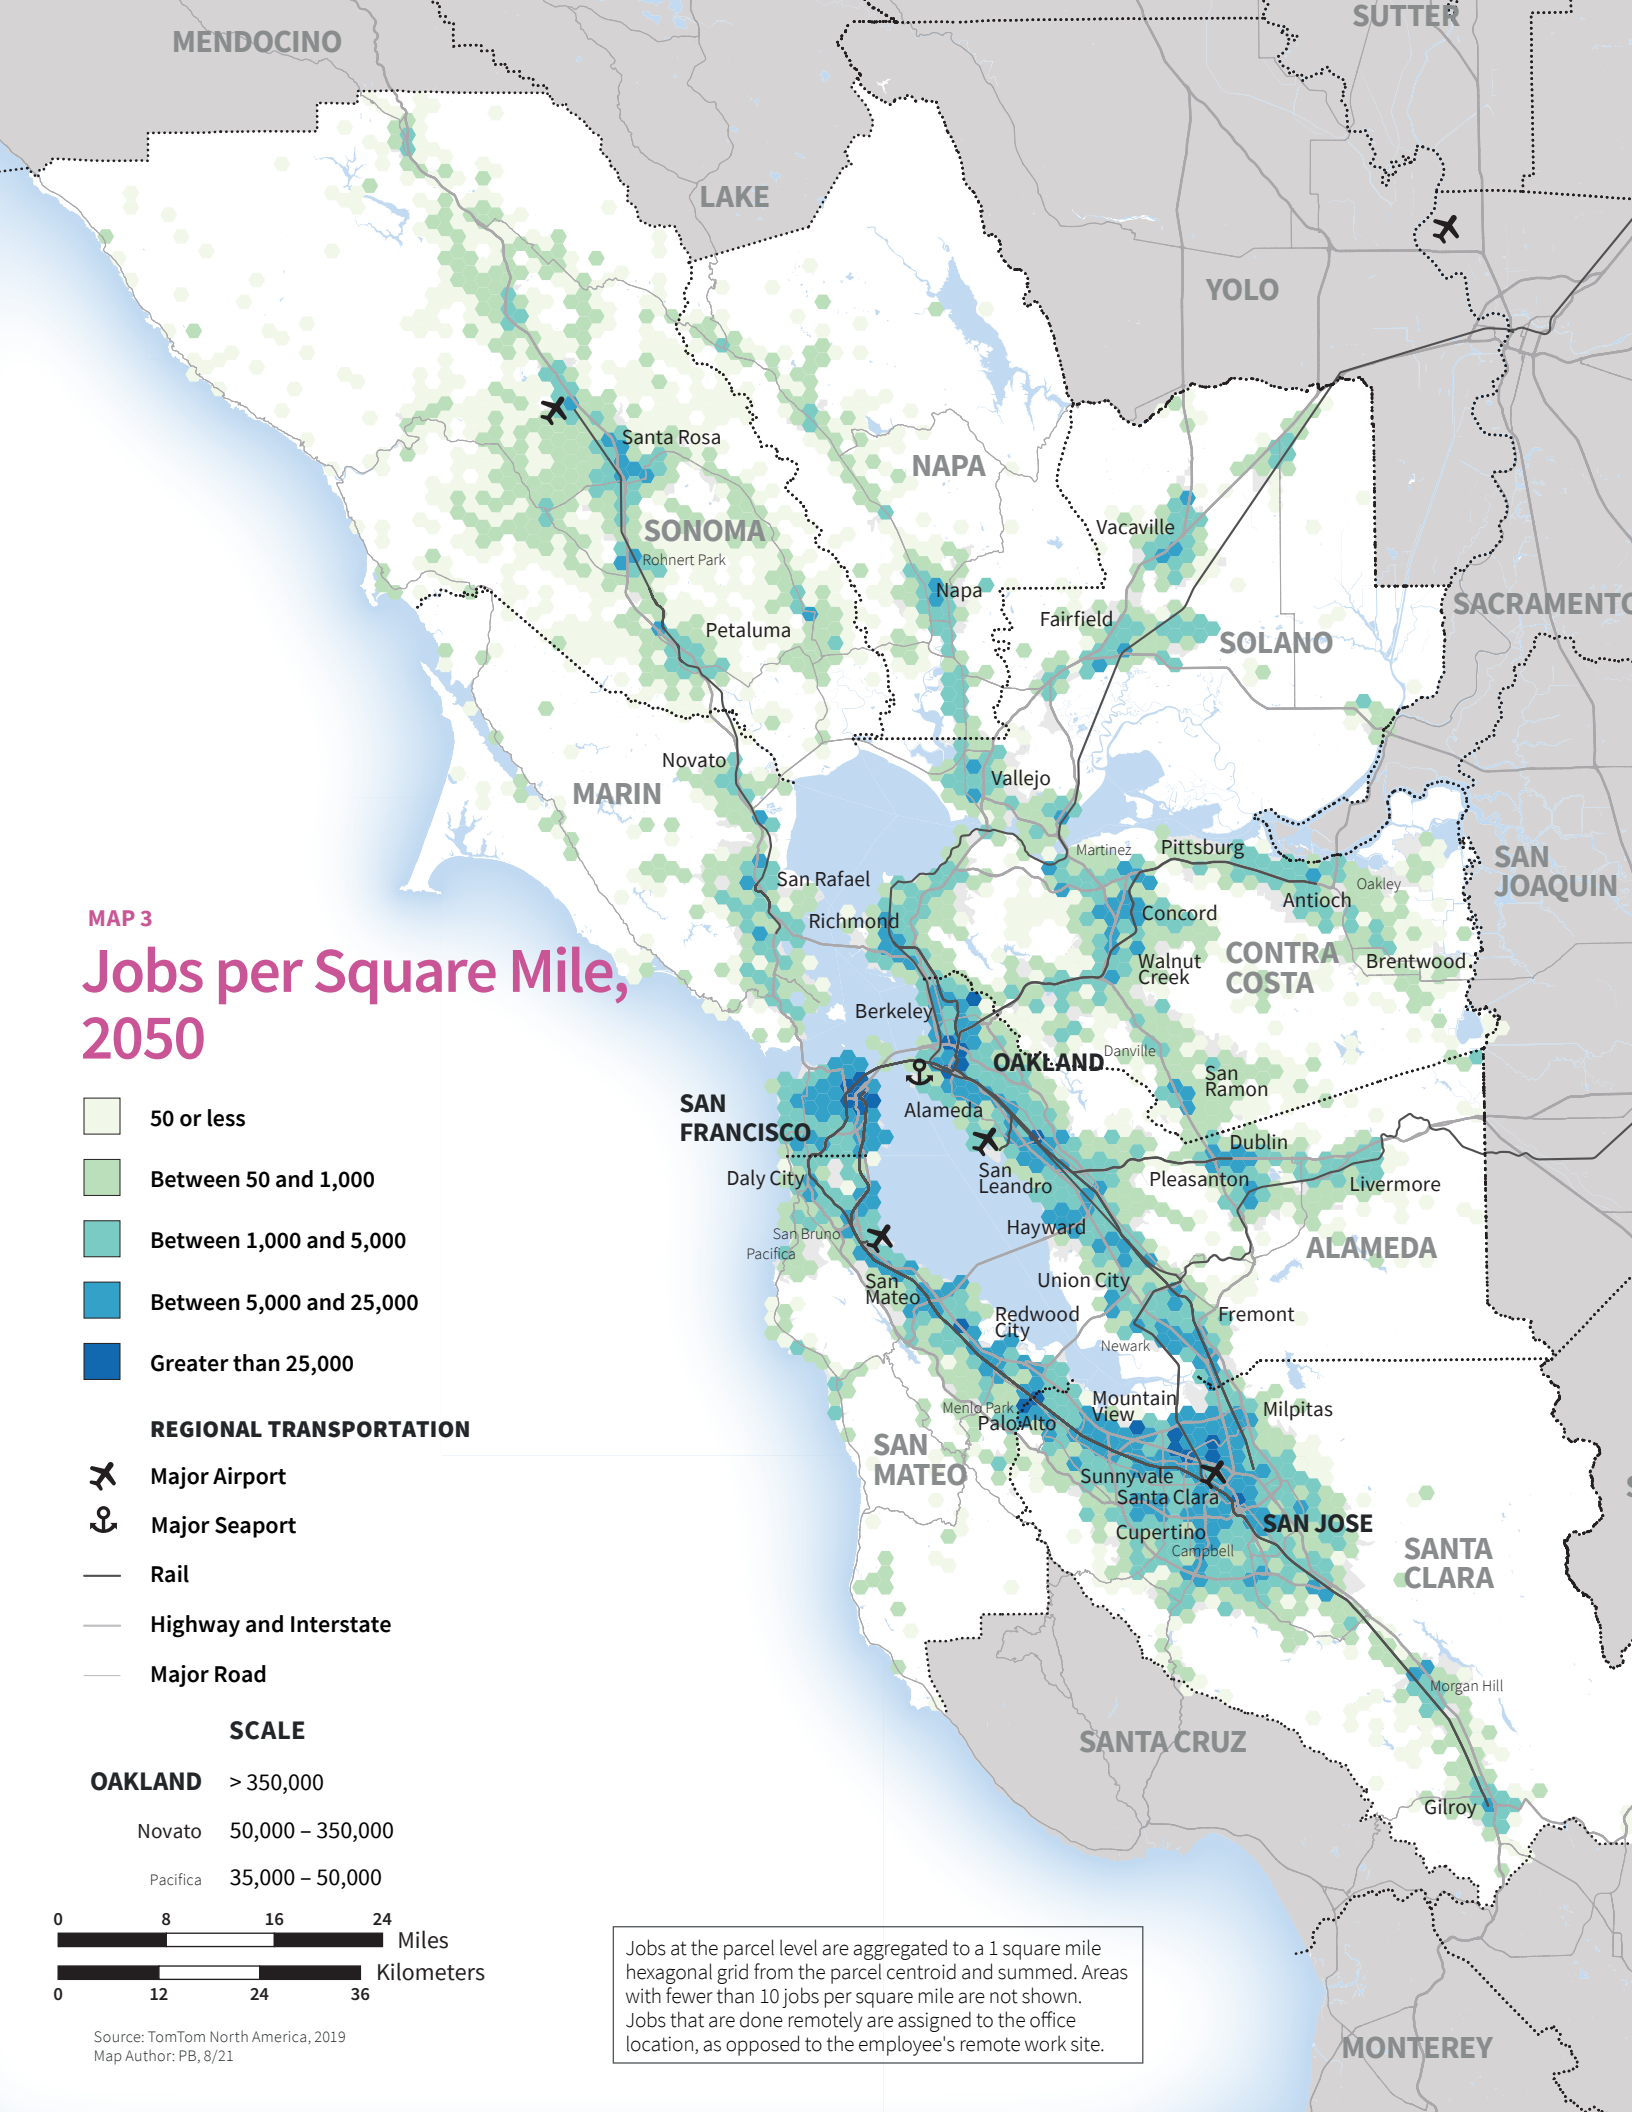 MENDOCINO
SUTTER
LAKE
YOLO
Santa Rosa
NAPA
SONOMA
Vacaville
Rohnert Park
Napa
SACRAMENTO
Fairfield
Petaluma
SOLANO
Novato
Vallejo
MARIN
Martinez
Pittsburg
SAN
JOAQUIN
San Rafael
Oakley
Antioch
Richmond
Concord
MAP 3
Jobs per Square Mile,
2050
CONTRA
COSTA
Walnut
Creek
Brentwood
Berkeley
OAKLAND
Danville
San
Ramon
SAN
FRANCISCO
Alameda
50 or less
Dublin
Daly City
San
Leandro
Pleasanton
Livermore
Between 50 and 1,000
Hayward
San Bruno
Pacifica
ALAMEDA
Between 1,000 and 5,000
San
Mateo
Union City
Redwood
City
Fremont
Between 5,000 and 25,000
Newark
Greater than 25,000
Menlo Park
Palo Alto
Mountain
View
Milpitas
REGIONAL TRANSPORTATION
SAN
MATEO
Major Airport
Sunnyvale
Santa Clara
Major Seaport
Cupertino
SAN JOSE
Campbell
SANTA
CLARA
Rail
Highway and Interstate
Major Road
Morgan Hill
SCALE
SANTA CRUZ
OAKLAND > 350,000
Gilroy
Novato 50,000 – 350,000
Pacifica 35,000 – 50,000
0 8 16 24
Miles
Kilometers
0 12 24 36
Jobs at the parcel level are aggregated to a 1 square mile
hexagonal grid from the parcel centroid and summed. Areas
with fewer than 10 jobs per square mile are not shown.
Jobs that are done remotely are assigned to the office
location, as opposed to the employee's remote work site.
Source: TomTom North America, 2019
Map Author: PB, 8/21
MONTEREY